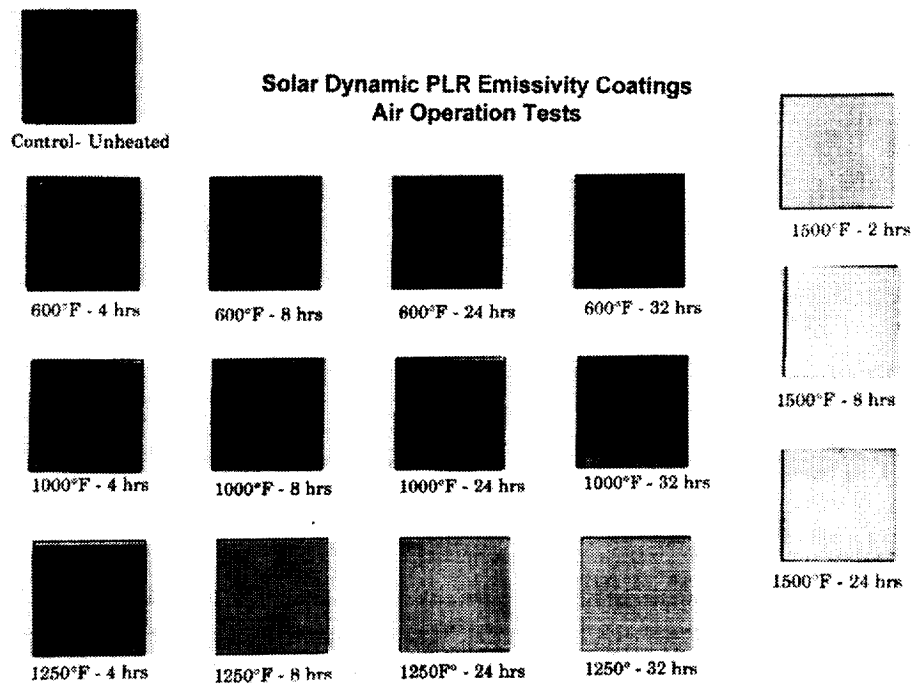 Solar Dynamic PLR Emissivity Coatings
Air Operation Tests
Control- Unheated
1500°F - 2 hrs
600°F - 4 hrs
600°F - 8 hrs
600°F - 24 hrs
600°F - 32 hrs
1500°F - 8 hrs
1000°F - 4 hrs
1000°F - 8 hrs
1000°F - 24 hrs
1000°F - 32 hrs
1500°F - 24 hrs
1250°F - 4 hrs
1250°F - 8 hrs
1250F° - 24 hrs
1250° - 32 hrs